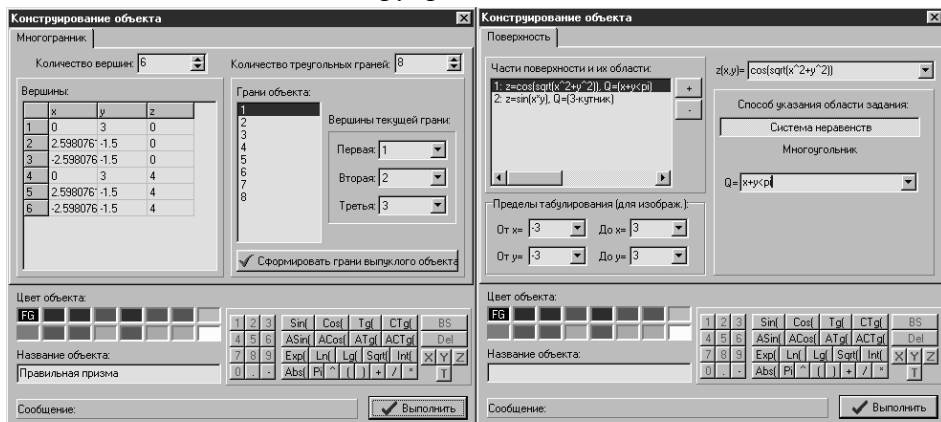 Конструирование объекта
Многогранник
Количество вершин: 6
Количество треугольных граней: 8
Вершины:
x y z
1 0 3 0
2 2.598076 -1.5 0
3 -2.598076 -1.5 0
4 0 3 4
5 2.598076 -1.5 4
6 -2.598076 -1.5 4
Грани объекта:
1
2
3
4
5
6
7
8
Вершины текущей грани:
Первая: 1
Вторая: 2
Третья: 3
Сформировать грани выпуклого объекта
Цвет объекта:
FG
Название объекта:
Правильная призма
1 2 3 Sin( Cos( Tg( CTg( BS
4 5 6 ASin( ACos( ATg( ACTg( Del
7 8 9 Exp( Ln( Lg( Sqrt( Int( X Y Z
0 . - Abs( Pi ^ ( ) + / * T
Сообщение:
Выполнить
Конструирование объекта
Поверхность
Части поверхности и их области:
1: z=cos(sqrt(x^2+y^2)), Q=(x+y<pi)
2: z=sin(x*y), Q=(3-кутник)
+
-
Пределы табулирования (для изображ.):
От x= -3 До x= 3
От y= -3 До y= 3
z(x,y)= cos(sqrt(x^2+y^2))
Способ указания области задания:
Система неравенств
Многоугольник
Q= x+y<pi
Цвет объекта:
FG
Название объекта:
1 2 3 Sin( Cos( Tg( CTg( BS
4 5 6 ASin( ACos( ATg( ACTg( Del
7 8 9 Exp( Ln( Lg( Sqrt( Int( X Y Z
0 . - Abs( Pi ^ ( ) + / * T
Сообщение:
Выполнить